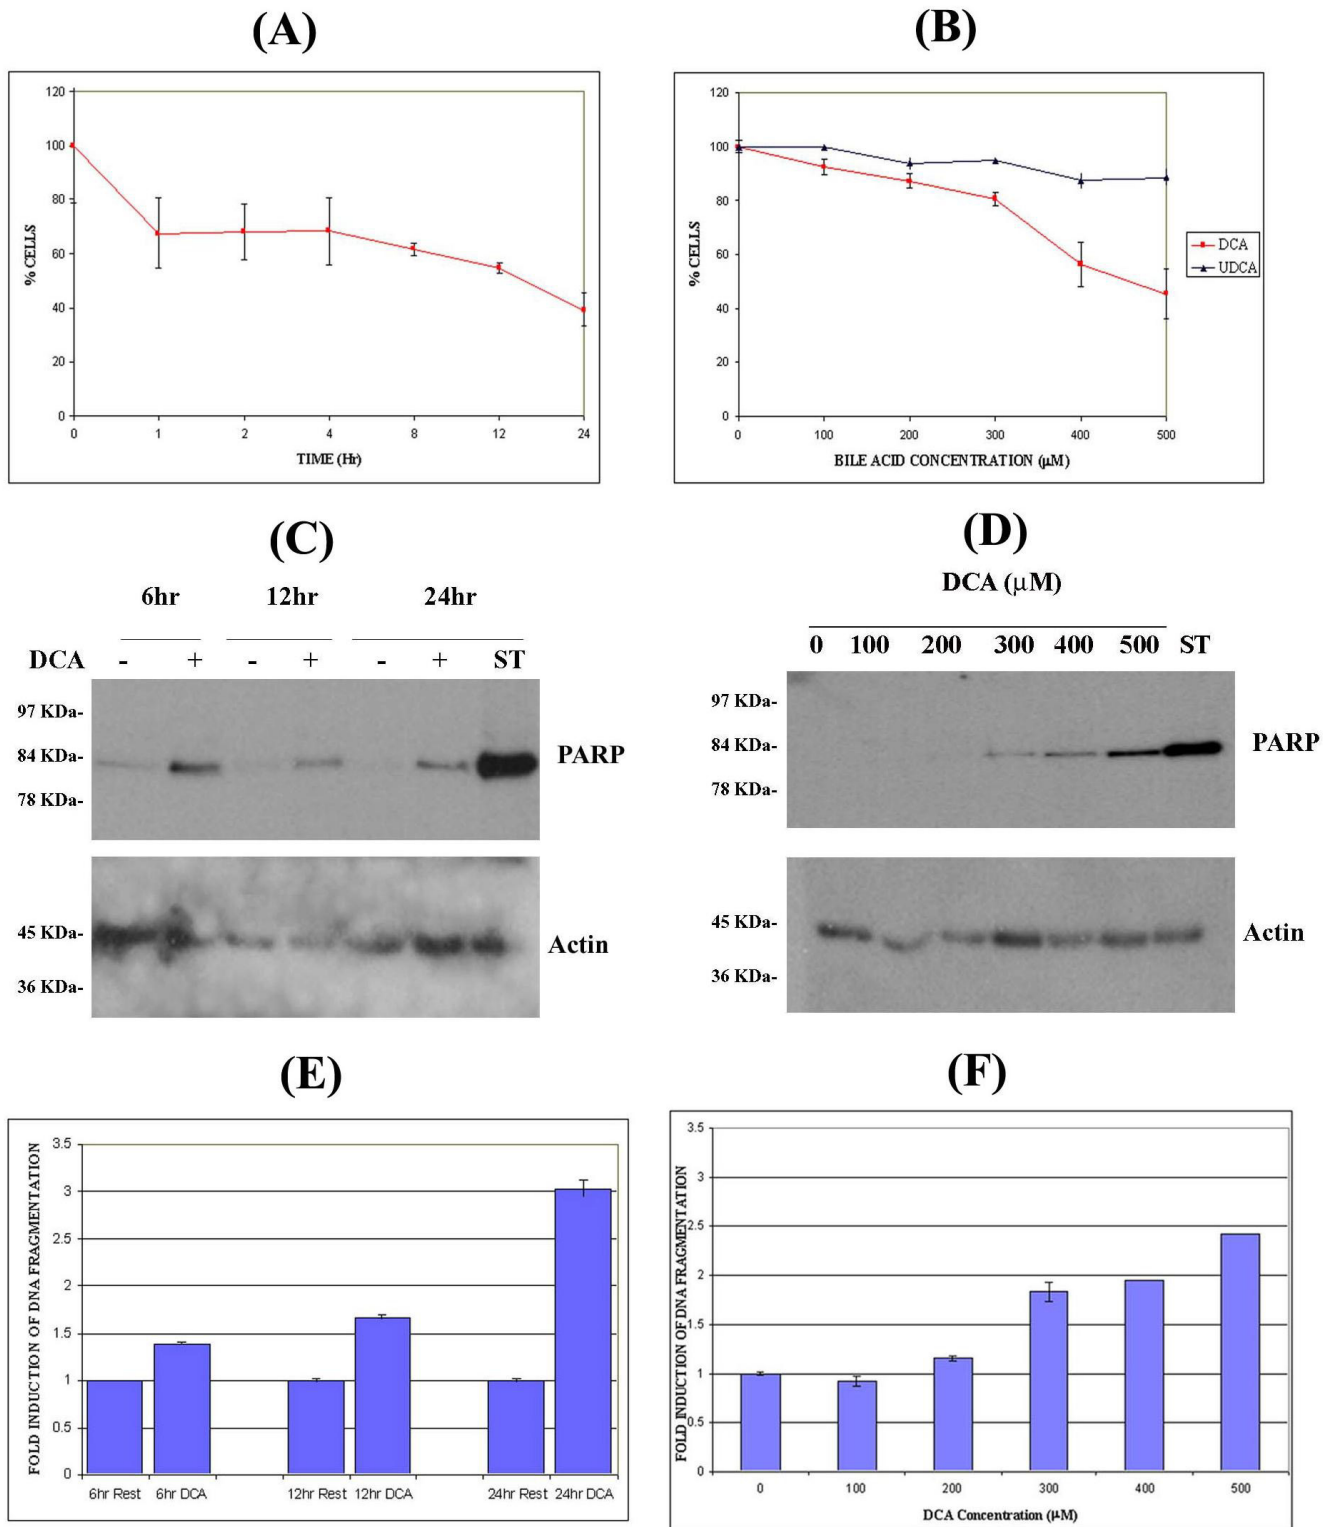 (A)
120
100
80
60
40
20
0
% CELLS
0 1 2 4 8 12 24
TIME (Hr)
(B)
120
100
80
60
40
20
0
% CELLS
0 100 200 300 400 500
BILE ACID CONCENTRATION (μM)
DCA
UDCA
(C)
6hr 12hr 24hr
DCA - + - + - + ST
97 KDa-
84 KDa-
78 KDa-
PARP
45 KDa-
36 KDa-
Actin
(D)
DCA (μM)
0 100 200 300 400 500 ST
97 KDa-
84 KDa-
78 KDa-
PARP
45 KDa-
36 KDa-
Actin
(E)
FOLD INDUCTION OF DNA FRAGMENTATION
3.5
3
2.5
2
1.5
1
0.5
0
6hr Rest 6hr DCA 12hr Rest 12hr DCA 24hr Rest 24hr DCA
(F)
FOLD INDUCTION OF DNA FRAGMENTATION
3.5
3
2.5
2
1.5
1
0.5
0
0 100 200 300 400 500
DCA Concentration (μM)